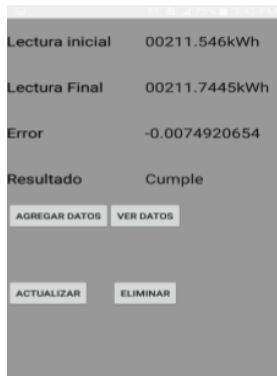 Lectura inicial 00211.546kWh
Lectura Final 00211.7445kWh
Error -0.0074920654
Resultado Cumple
AGREGAR DATOS VER DATOS
ACTUALIZAR ELIMINAR